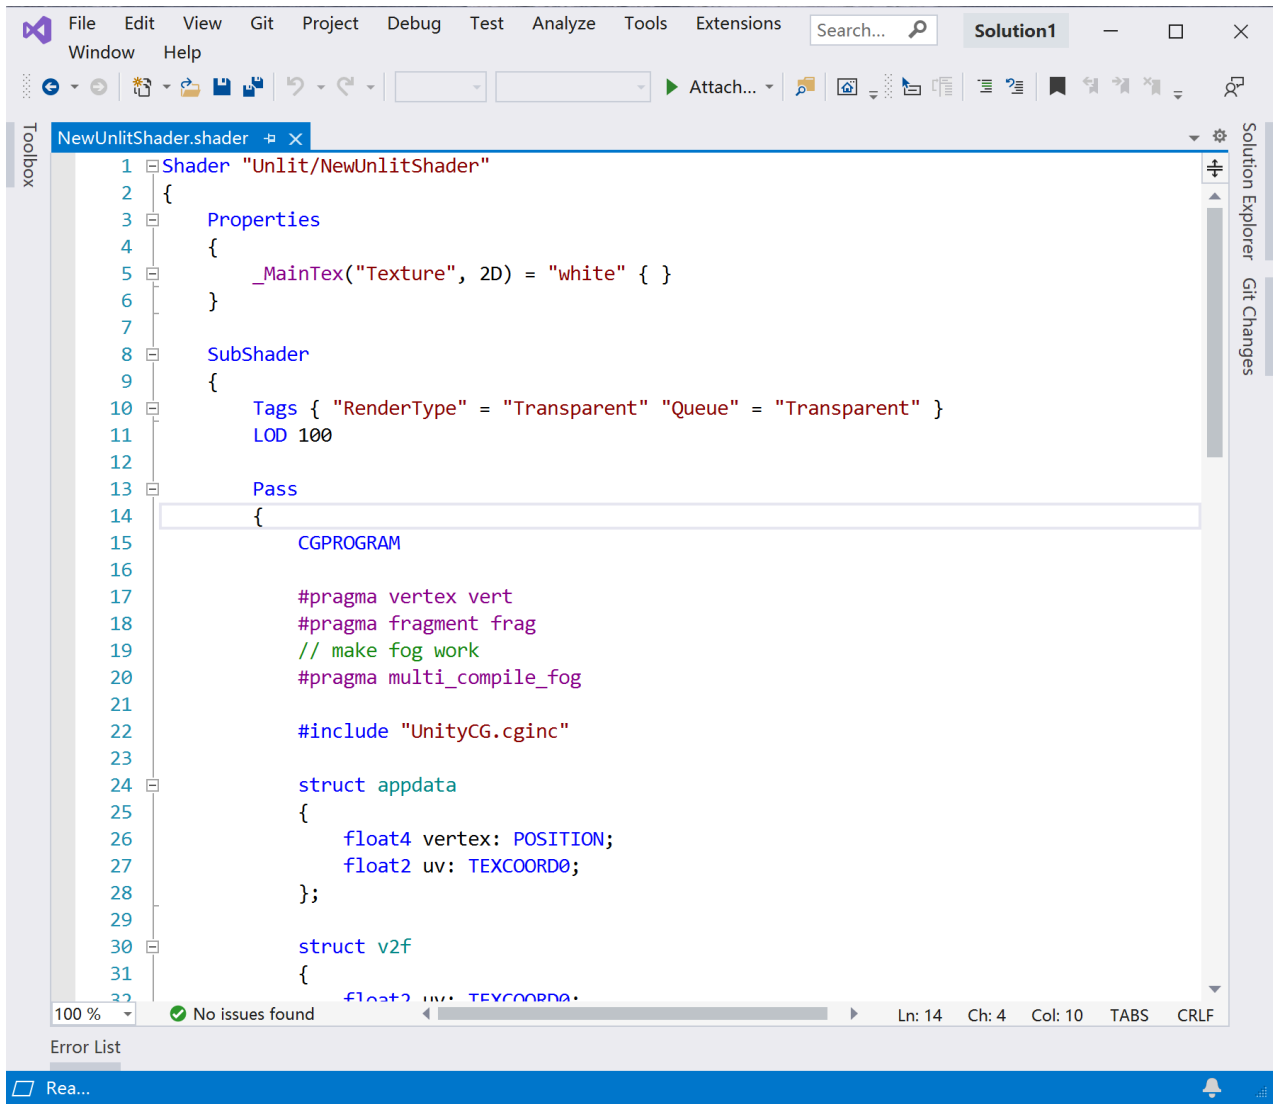 File Edit View Git Project Debug Test Analyze Tools Extensions Search... Solution1
Window Help
Attach...
Toolbox
NewUnlitShader.shader
Solution Explorer
Git Changes
1 Shader "Unlit/NewUnlitShader"
2 {
3 Properties
4 {
5 _MainTex("Texture", 2D) = "white" { }
6 }
7
8 SubShader
9 {
10 Tags { "RenderType" = "Transparent" "Queue" = "Transparent" }
11 LOD 100
12
13 Pass
14 {
15 CGPROGRAM
16
17 #pragma vertex vert
18 #pragma fragment frag
19 // make fog work
20 #pragma multi_compile_fog
21
22 #include "UnityCG.cginc"
23
24 struct appdata
25 {
26 float4 vertex: POSITION;
27 float2 uv: TEXCOORD0;
28 };
29
30 struct v2f
31 {
32 float2 uv: TEXCOORD0;
100 % No issues found Ln: 14 Ch: 4 Col: 10 TABS CRLF
Error List
Rea...